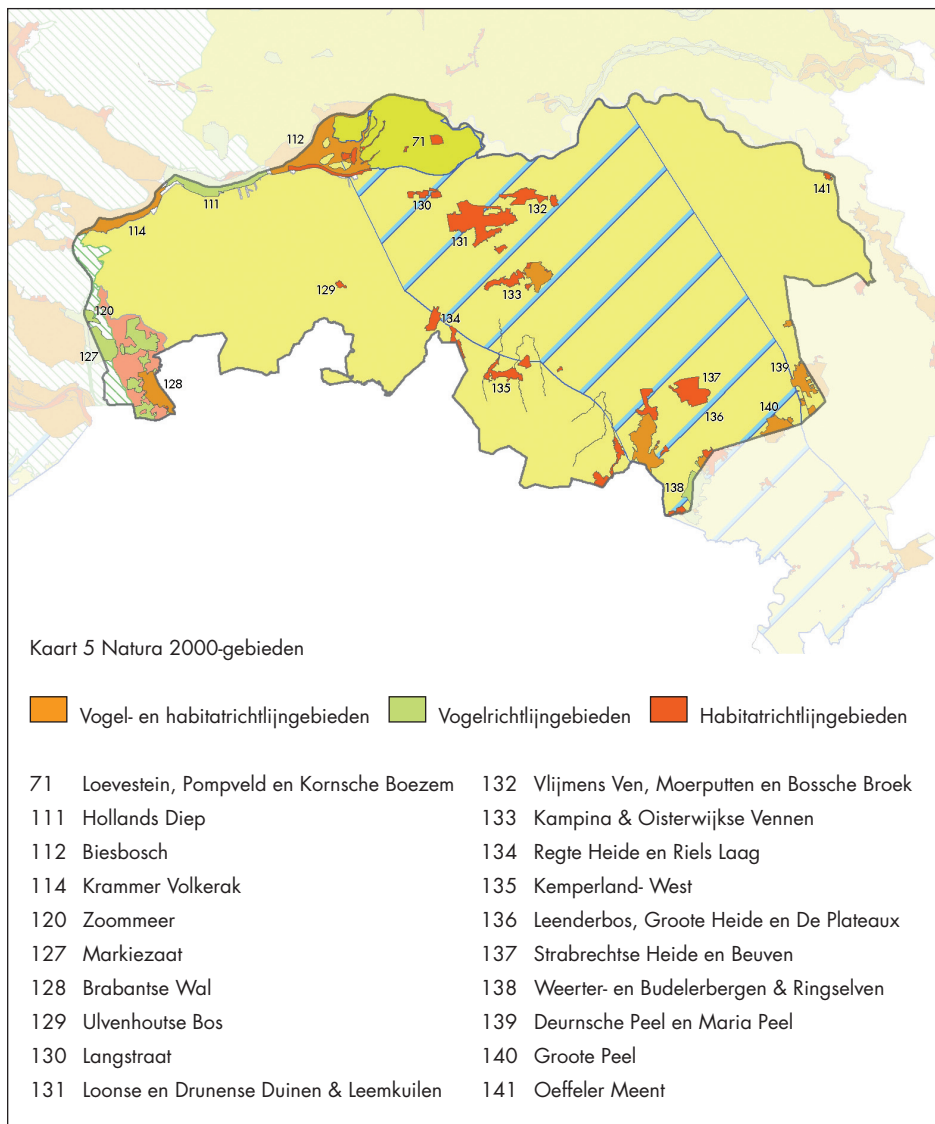 112
71
141
111
130
132
114
131
133
129
134
120
127
128
135
137
139
136
140
138
Kaart 5 Natura 2000-gebieden
Vogel- en habitatrichtlijngebieden
Vogelrichtlijngebieden
Habitatrichtlijngebieden
71 Loevestein, Pompveld en Kornsche Boezem
111 Hollands Diep
112 Biesbosch
114 Krammer Volkerak
120 Zoommeer
127 Markiezaat
128 Brabantse Wal
129 Ulvenhoutse Bos
130 Langstraat
131 Loonse en Drunense Duinen & Leemkuilen
132 Vlijmens Ven, Moerputten en Bossche Broek
133 Kampina & Oisterwijkse Vennen
134 Regte Heide en Riels Laag
135 Kemperland- West
136 Leenderbos, Groote Heide en De Plateaux
137 Strabrechtse Heide en Beuven
138 Weerter- en Budelerbergen & Ringselven
139 Deurnsche Peel en Maria Peel
140 Groote Peel
141 Oeffeler Meent